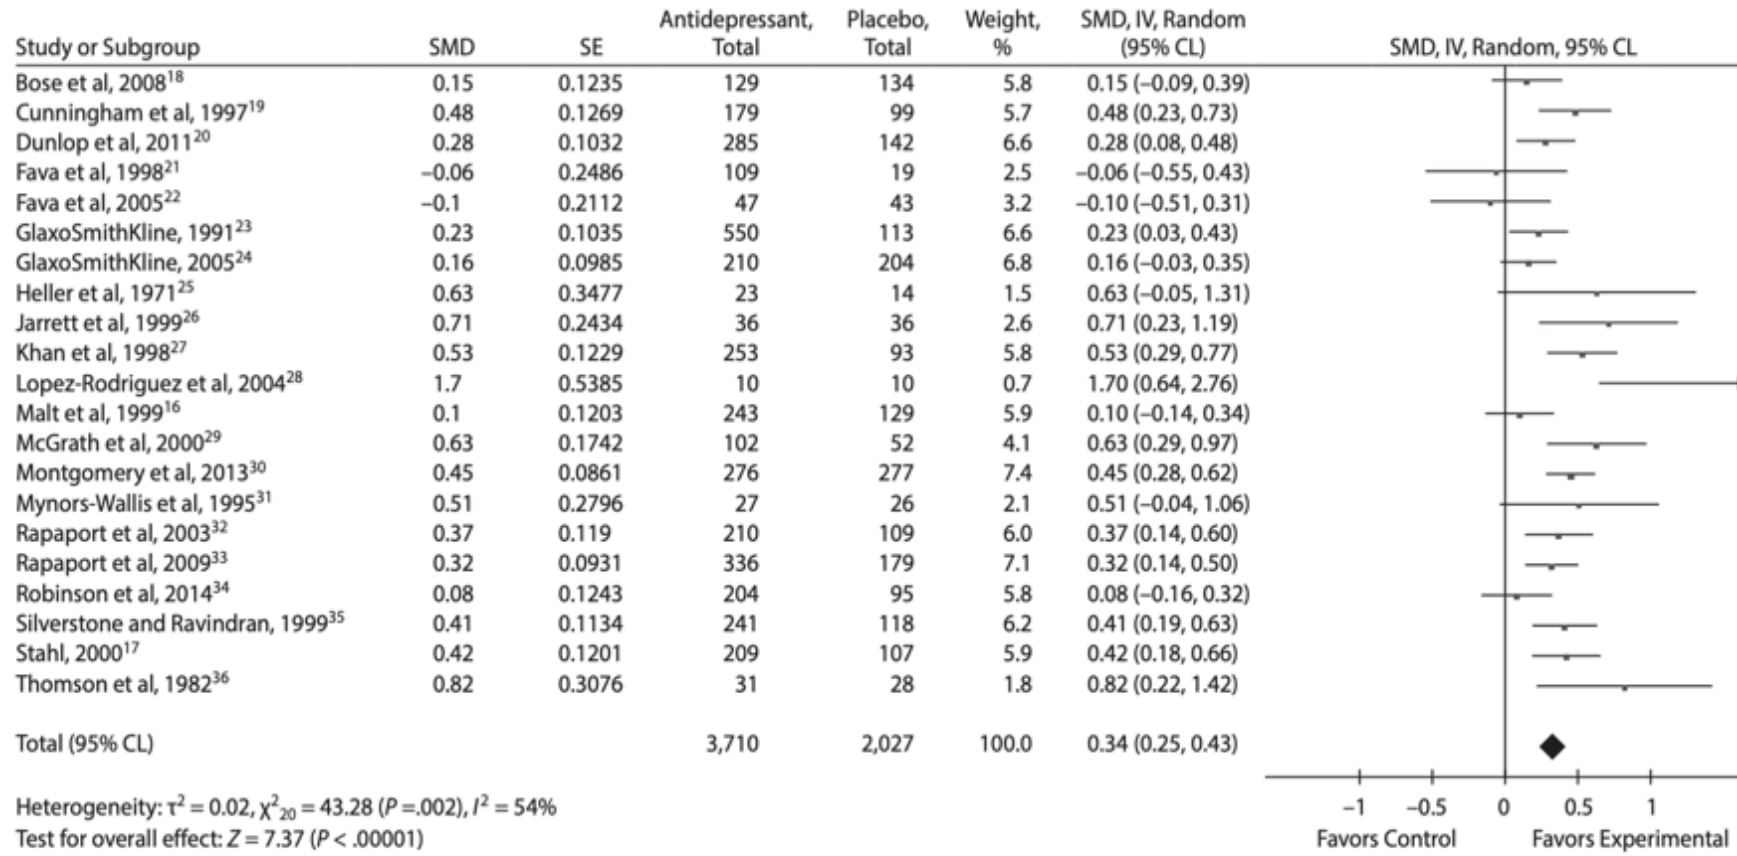 Antidepressant, Placebo, Weight, SMD, IV, Random
Study or Subgroup SMD SE Total Total % (95% CL) SMD, IV, Random, 95% CL
Bose et al, 2008¹⁸ 0.15 0.1235 129 134 5.8 0.15 (–0.09, 0.39)
Cunningham et al, 1997¹⁹ 0.48 0.1269 179 99 5.7 0.48 (0.23, 0.73)
Dunlop et al, 2011²⁰ 0.28 0.1032 285 142 6.6 0.28 (0.08, 0.48)
Fava et al, 1998²¹ –0.06 0.2486 109 19 2.5 –0.06 (–0.55, 0.43)
Fava et al, 2005²² –0.1 0.2112 47 43 3.2 –0.10 (–0.51, 0.31)
GlaxoSmithKline, 1991²³ 0.23 0.1035 550 113 6.6 0.23 (0.03, 0.43)
GlaxoSmithKline, 2005²⁴ 0.16 0.0985 210 204 6.8 0.16 (–0.03, 0.35)
Heller et al, 1971²⁵ 0.63 0.3477 23 14 1.5 0.63 (–0.05, 1.31)
Jarrett et al, 1999²⁶ 0.71 0.2434 36 36 2.6 0.71 (0.23, 1.19)
Khan et al, 1998²⁷ 0.53 0.1229 253 93 5.8 0.53 (0.29, 0.77)
Lopez-Rodriguez et al, 2004²⁸ 1.7 0.5385 10 10 0.7 1.70 (0.64, 2.76)
Malt et al, 1999¹⁶ 0.1 0.1203 243 129 5.9 0.10 (–0.14, 0.34)
McGrath et al, 2000²⁹ 0.63 0.1742 102 52 4.1 0.63 (0.29, 0.97)
Montgomery et al, 2013³⁰ 0.45 0.0861 276 277 7.4 0.45 (0.28, 0.62)
Mynors-Wallis et al, 1995³¹ 0.51 0.2796 27 26 2.1 0.51 (–0.04, 1.06)
Rapaport et al, 2003³² 0.37 0.119 210 109 6.0 0.37 (0.14, 0.60)
Rapaport et al, 2009³³ 0.32 0.0931 336 179 7.1 0.32 (0.14, 0.50)
Robinson et al, 2014³⁴ 0.08 0.1243 204 95 5.8 0.08 (–0.16, 0.32)
Silverstone and Ravindran, 1999³⁵ 0.41 0.1134 241 118 6.2 0.41 (0.19, 0.63)
Stahl, 2000¹⁷ 0.42 0.1201 209 107 5.9 0.42 (0.18, 0.66)
Thomson et al, 1982³⁶ 0.82 0.3076 31 28 1.8 0.82 (0.22, 1.42)
Total (95% CL) 3,710 2,027 100.0 0.34 (0.25, 0.43)
Heterogeneity: τ² = 0.02, χ²₂₀ = 43.28 (P =.002), I² = 54% –1 –0.5 0 0.5 1
Test for overall effect: Z = 7.37 (P < .00001) Favors Control Favors Experimental